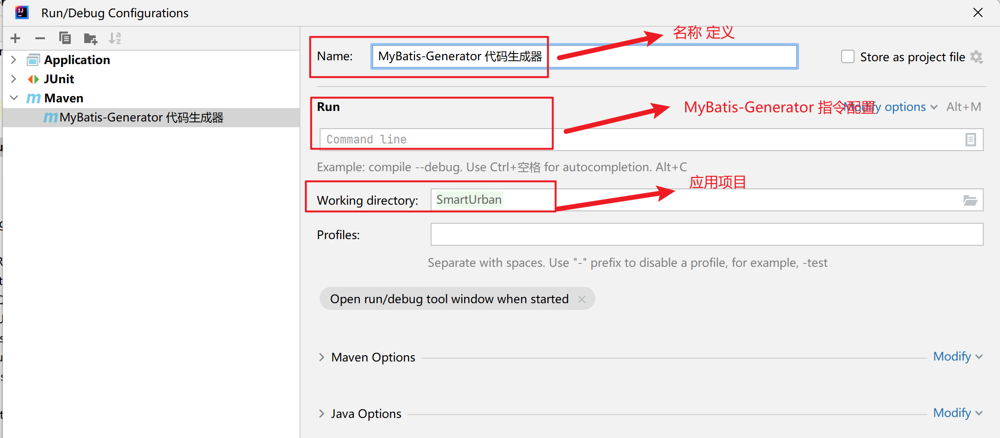 Run/Debug Configurations
Application
JUnit
Maven
MyBatis-Generator 代码生成器
Name:
MyBatis-Generator 代码生成器
名称 定义
Store as project file
Run
MyBatis-Generator 指令配置
Modify options
Alt+M
Command line
Example: compile --debug. Use Ctrl+空格 for autocompletion. Alt+C
应用项目
Working directory:
SmartUrban
Profiles:
Separate with spaces. Use "-" prefix to disable a profile, for example, -test
Open run/debug tool window when started
Maven Options
Modify
Java Options
Modify